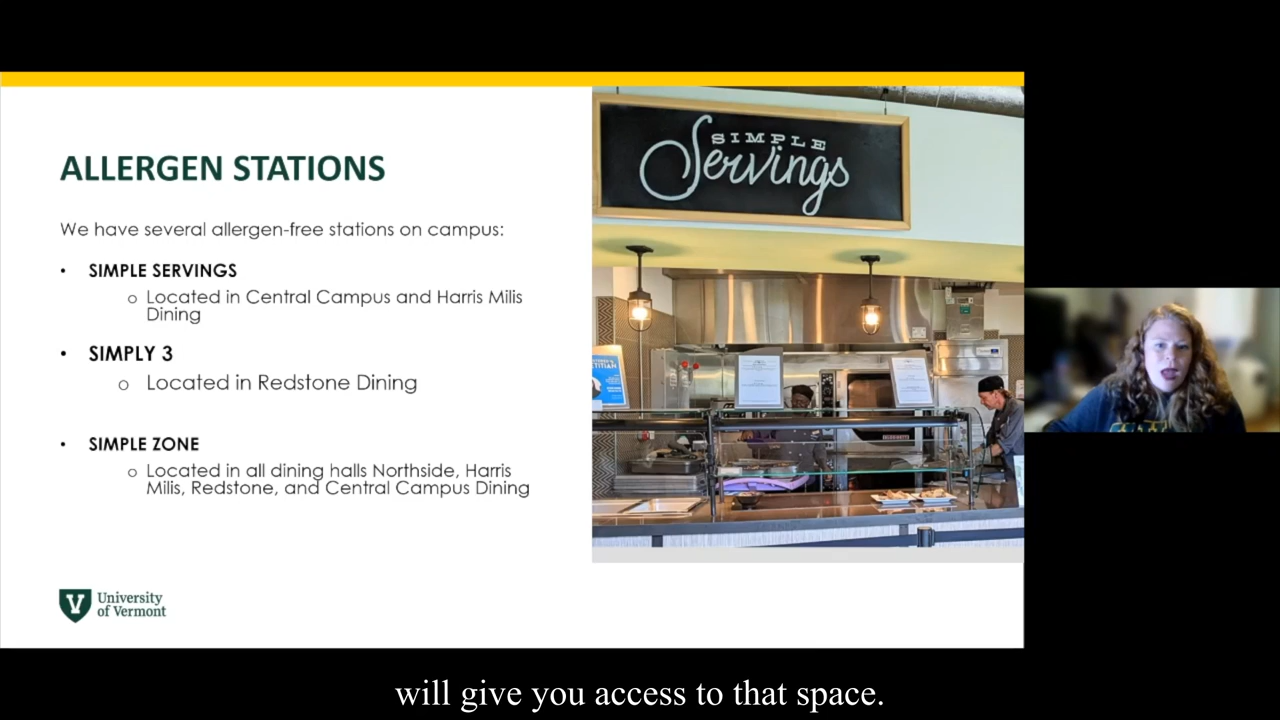 ALLERGEN STATIONS
We have several allergen-free stations on campus:
• SIMPLE SERVINGS
o Located in Central Campus and Harris Milis
Dining
• SIMPLY 3
o Located in Redstone Dining
• SIMPLE ZONE
o Located in all dining halls Northside, Harris
Milis, Redstone, and Central Campus Dining
University
of Vermont
SIMPLE
Servings
will give you access to that space.